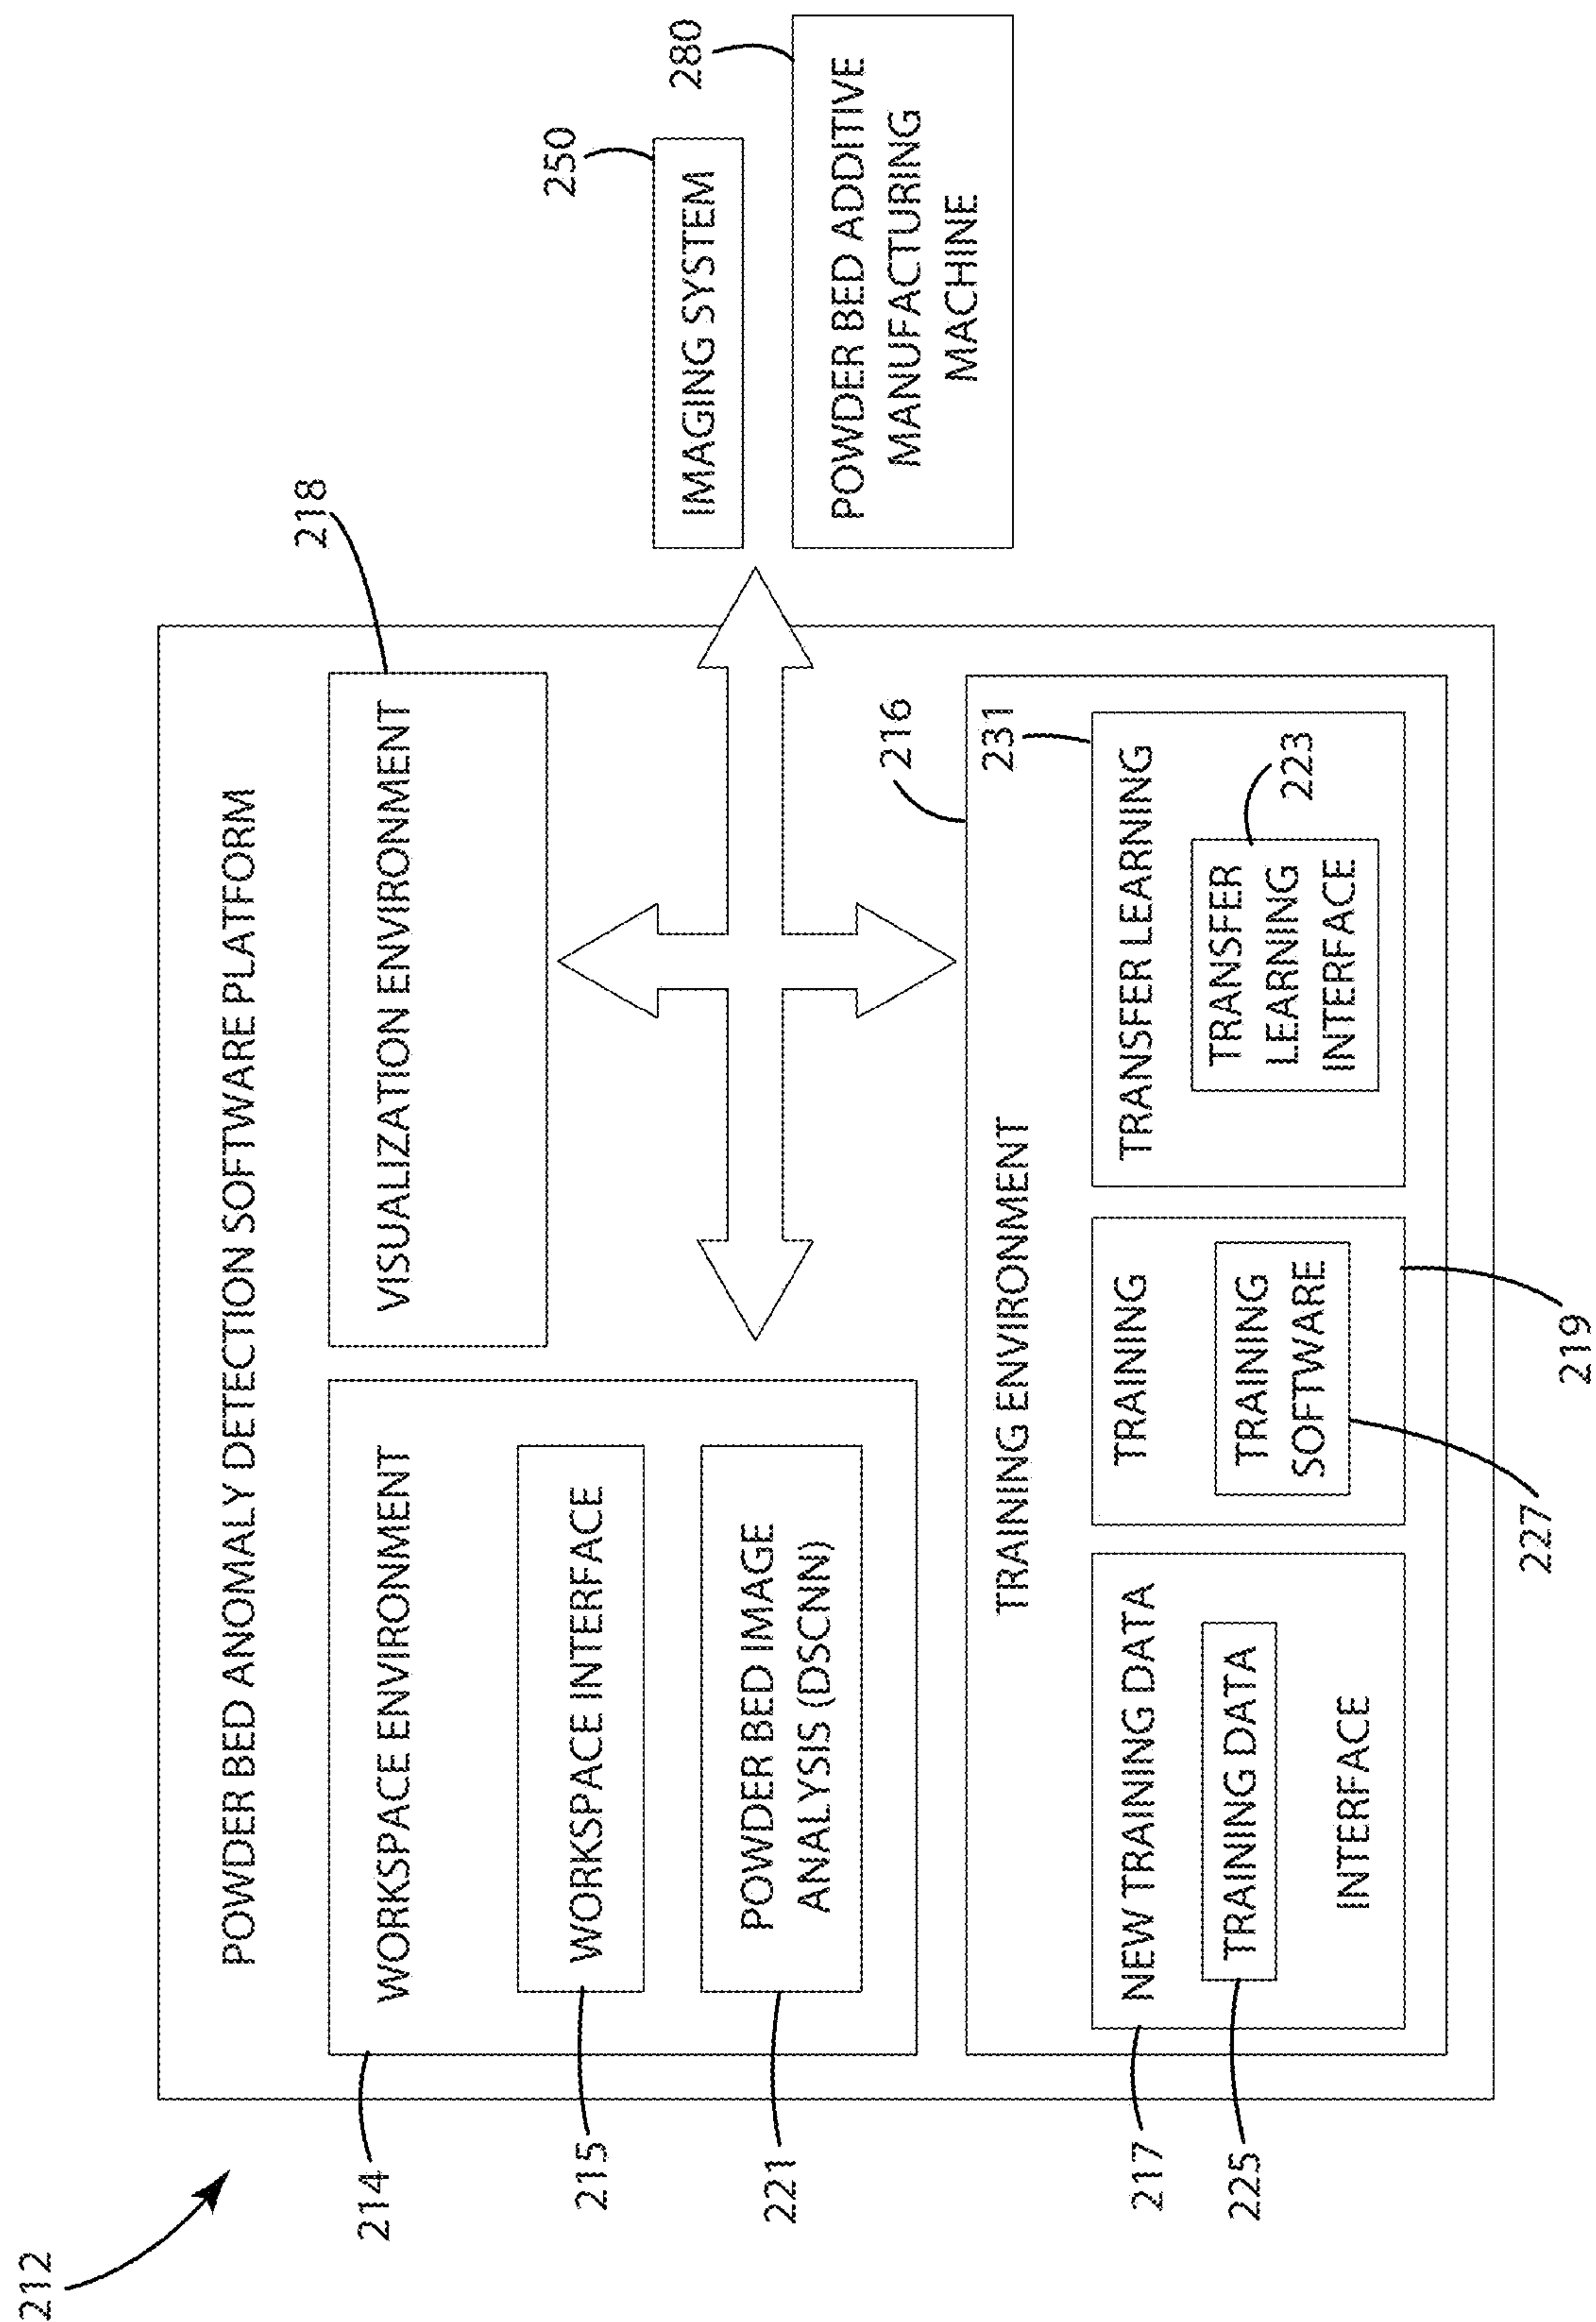 212
POWDER BED ANOMALY DETECTION SOFTWARE PLATFORM
214
WORKSPACE ENVIRONMENT
215
WORKSPACE INTERFACE
221
POWDER BED IMAGE
ANALYSIS (DSCNN)
218
VISUALIZATION ENVIRONMENT
250
IMAGING SYSTEM
280
POWDER BED ADDITIVE
MANUFACTURING
MACHINE
216
TRAINING ENVIRONMENT
217
NEW TRAINING DATA
225
TRAINING DATA
INTERFACE
TRAINING
TRAINING
SOFTWARE
227
219
231
TRANSFER LEARNING
TRANSFER
LEARNING
INTERFACE
223